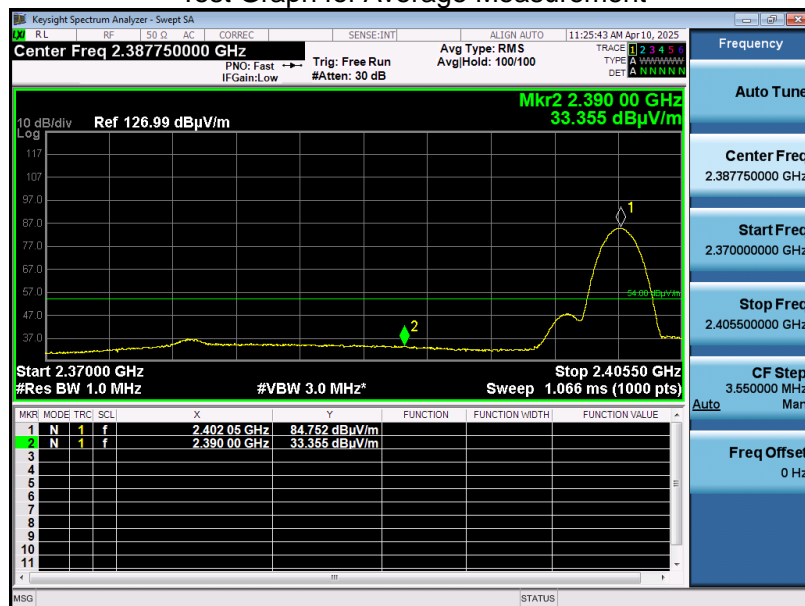 Test Graph for Average Measurement
Keysight Spectrum Analyzer - Swept SA
LXI RL RF 50 Ω AC CORREC SENSE:INT ALIGN AUTO 11:25:43 AM Apr 10, 2025
Center Freq 2.387750000 GHz
PNO: Fast
IFGain:Low
Trig: Free Run
#Atten: 30 dB
Avg Type: RMS
Avg|Hold: 100/100
TRACE 1 2 3 4 5 6
TYPE A WWWWW
DET A N N N N N
Mkr2 2.390 00 GHz
33.355 dBµV/m
10 dB/div Ref 126.99 dBµV/m
Log
117
107
97.0
87.0
77.0
67.0
57.0
47.0
37.0
1
54.00 dBµV/m
2
Start 2.37000 GHz Stop 2.40550 GHz
#Res BW 1.0 MHz #VBW 3.0 MHz* Sweep 1.066 ms (1000 pts)
MKR MODE TRC SCL X Y FUNCTION FUNCTION WIDTH FUNCTION VALUE
1 N 1 f 2.402 05 GHz 84.752 dBµV/m
2 N 1 f 2.390 00 GHz 33.355 dBµV/m
3
4
5
6
7
8
9
10
11
MSG STATUS
Frequency
Auto Tune
Center Freq
2.387750000 GHz
Start Freq
2.370000000 GHz
Stop Freq
2.405500000 GHz
CF Step
3.550000 MHz
Auto Man
Freq Offset
0 Hz